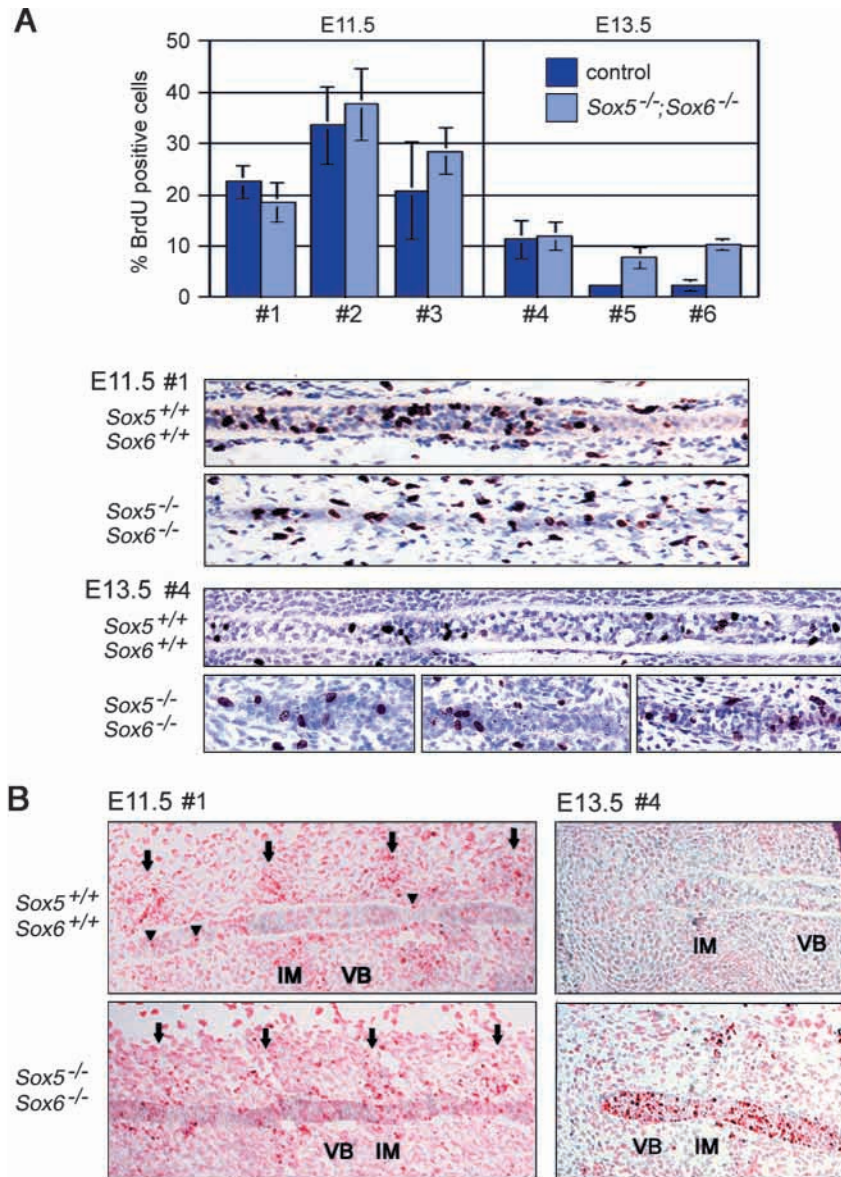 A
E11.5 E13.5
50
40
30
20
10
0
% BrdU positive cells
control
Sox5-/-;Sox6-/-
#1 #2 #3 #4 #5 #6
E11.5 #1
Sox5+/+
Sox6+/+
Sox5-/-
Sox6-/-
E13.5 #4
Sox5+/+
Sox6+/+
Sox5-/-
Sox6-/-
B
E11.5 #1 E13.5 #4
Sox5+/+
Sox6+/+
IM VB IM VB
Sox5-/-
Sox6-/-
VB IM VB IM